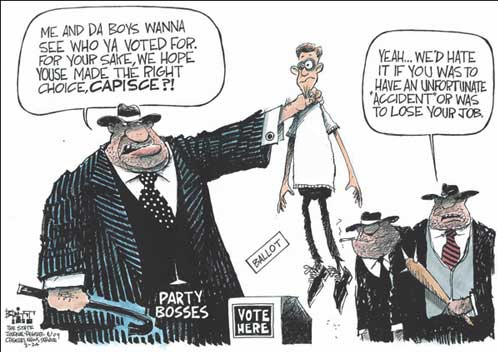 ME AND DA BOYS WANNA
SEE WHO YA VOTED FOR.
FOR YOUR SAKE, WE HOPE
YOUSE MADE THE RIGHT
CHOICE, CAPISCE?!
YEAH... WE'D HATE
IT IF YOU WAS TO
HAVE AN UNFORTUNATE
"ACCIDENT" OR WAS
TO LOSE YOUR JOB.
BALLOT
PARTY
BOSSES
VOTE
HERE
THE STATE